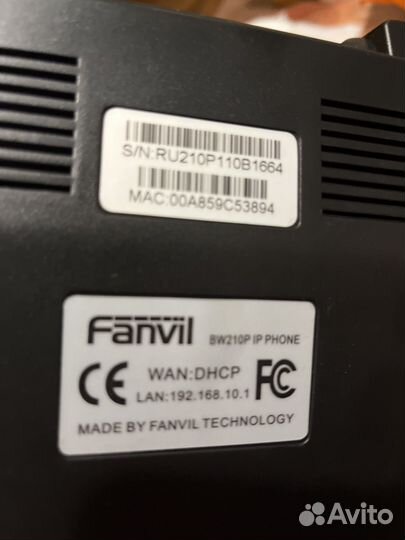 S/N:RU210P110B1664
MAC:00A859C53894
Fanvil BW210P IP PHONE
CE WAN:DHCP FC
LAN:192.168.10.1
MADE BY FANVIL TECHNOLOGY
Avito